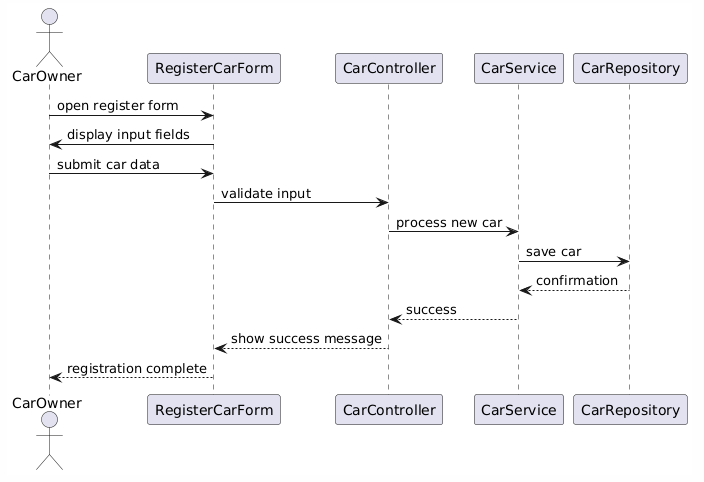 CarOwner
RegisterCarForm
CarController
CarService
CarRepository
open register form
display input fields
submit car data
validate input
process new car
save car
confirmation
success
show success message
registration complete
CarOwner
RegisterCarForm
CarController
CarService
CarRepository